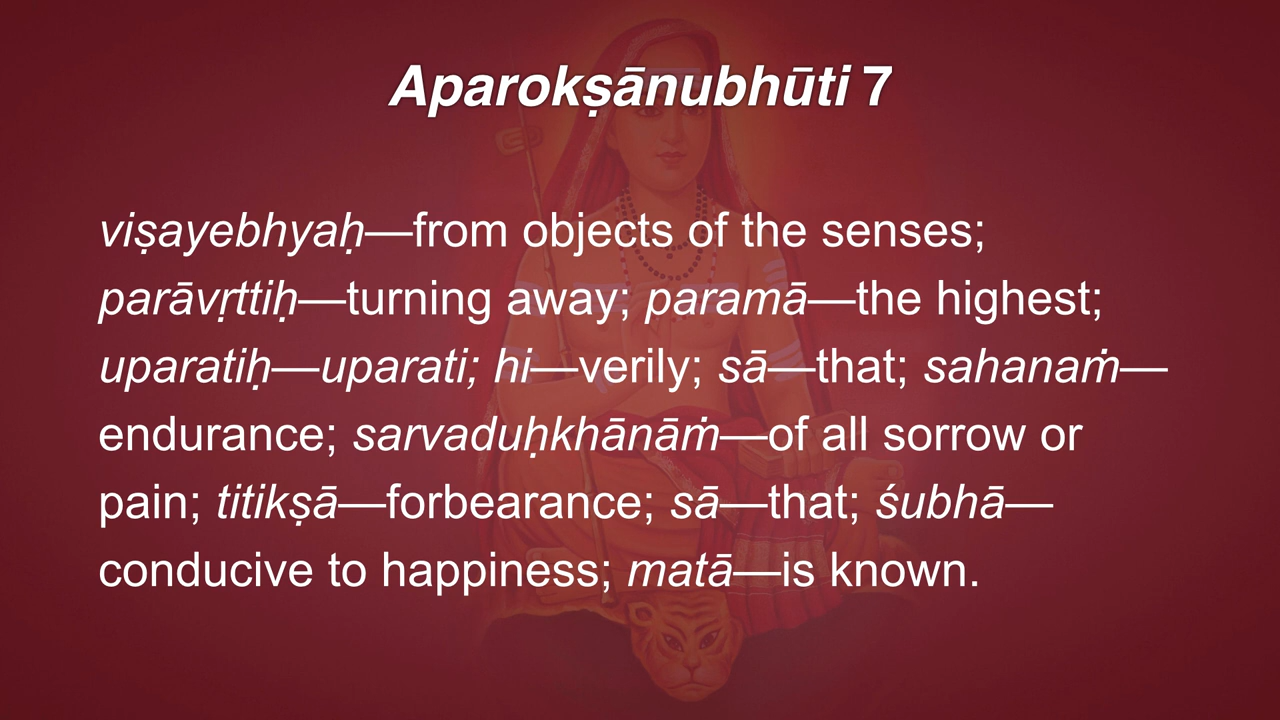 Aparokṣānubhūti 7
viṣayebhyaḥ—from objects of the senses;
parāvṛttiḥ—turning away; paramā—the highest;
uparatiḥ—uparati; hi—verily; sā—that; sahanaṁ—
endurance; sarvaduḥkhānāṁ—of all sorrow or
pain; titikṣā—forbearance; sā—that; śubhā—
conducive to happiness; matā—is known.